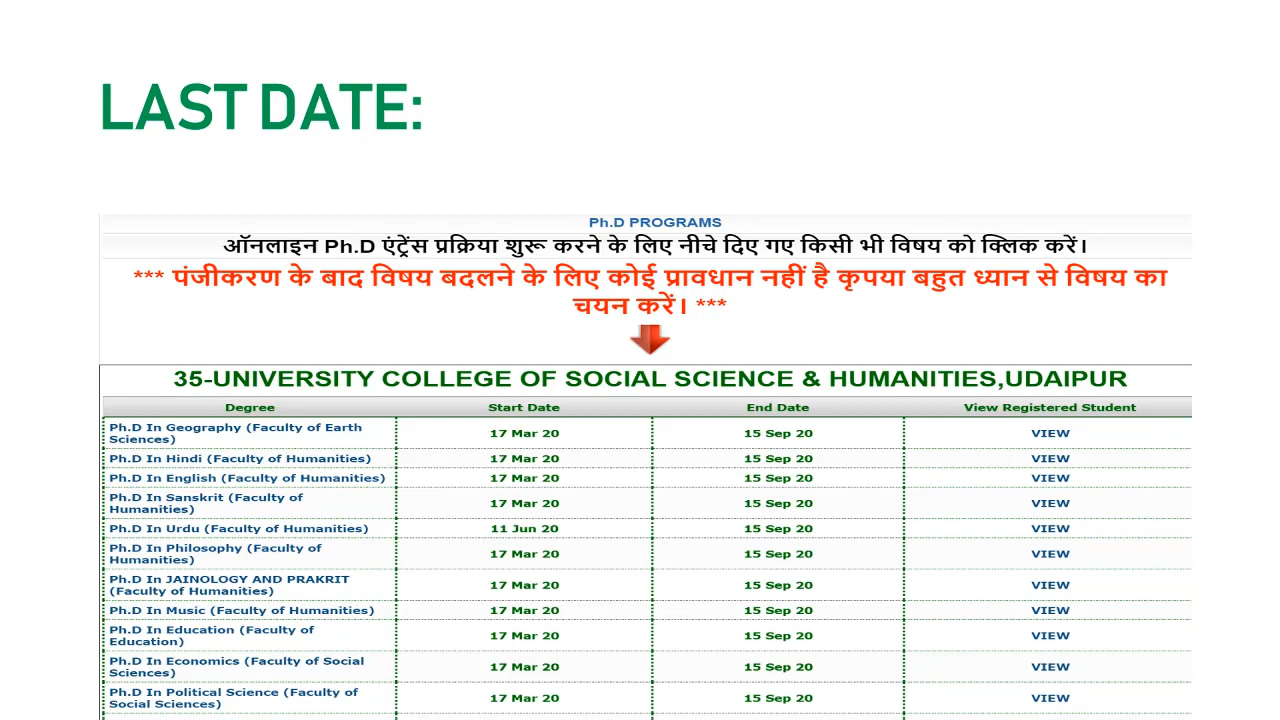 LAST DATE:
Ph.D PROGRAMS
ऑनलाइन Ph.D एंट्रेंस प्रक्रिया शुरू करने के लिए नीचे दिए गए किसी भी विषय को क्लिक करें।
*** पंजीकरण के बाद विषय बदलने के लिए कोई प्रावधान नहीं है कृपया बहुत ध्यान से विषय का
चयन करें। ***
35-UNIVERSITY COLLEGE OF SOCIAL SCIENCE & HUMANITIES,UDAIPUR
Degree Start Date End Date View Registered Student
Ph.D In Geography (Faculty of Earth
Sciences) 17 Mar 20 15 Sep 20 VIEW
Ph.D In Hindi (Faculty of Humanities) 17 Mar 20 15 Sep 20 VIEW
Ph.D In English (Faculty of Humanities) 17 Mar 20 15 Sep 20 VIEW
Ph.D In Sanskrit (Faculty of
Humanities) 17 Mar 20 15 Sep 20 VIEW
Ph.D In Urdu (Faculty of Humanities) 11 Jun 20 15 Sep 20 VIEW
Ph.D In Philosophy (Faculty of
Humanities) 17 Mar 20 15 Sep 20 VIEW
Ph.D In JAINOLOGY AND PRAKRIT
(Faculty of Humanities) 17 Mar 20 15 Sep 20 VIEW
Ph.D In Music (Faculty of Humanities) 17 Mar 20 15 Sep 20 VIEW
Ph.D In Education (Faculty of
Education) 17 Mar 20 15 Sep 20 VIEW
Ph.D In Economics (Faculty of Social
Sciences) 17 Mar 20 15 Sep 20 VIEW
Ph.D In Political Science (Faculty of
Social Sciences) 17 Mar 20 15 Sep 20 VIEW